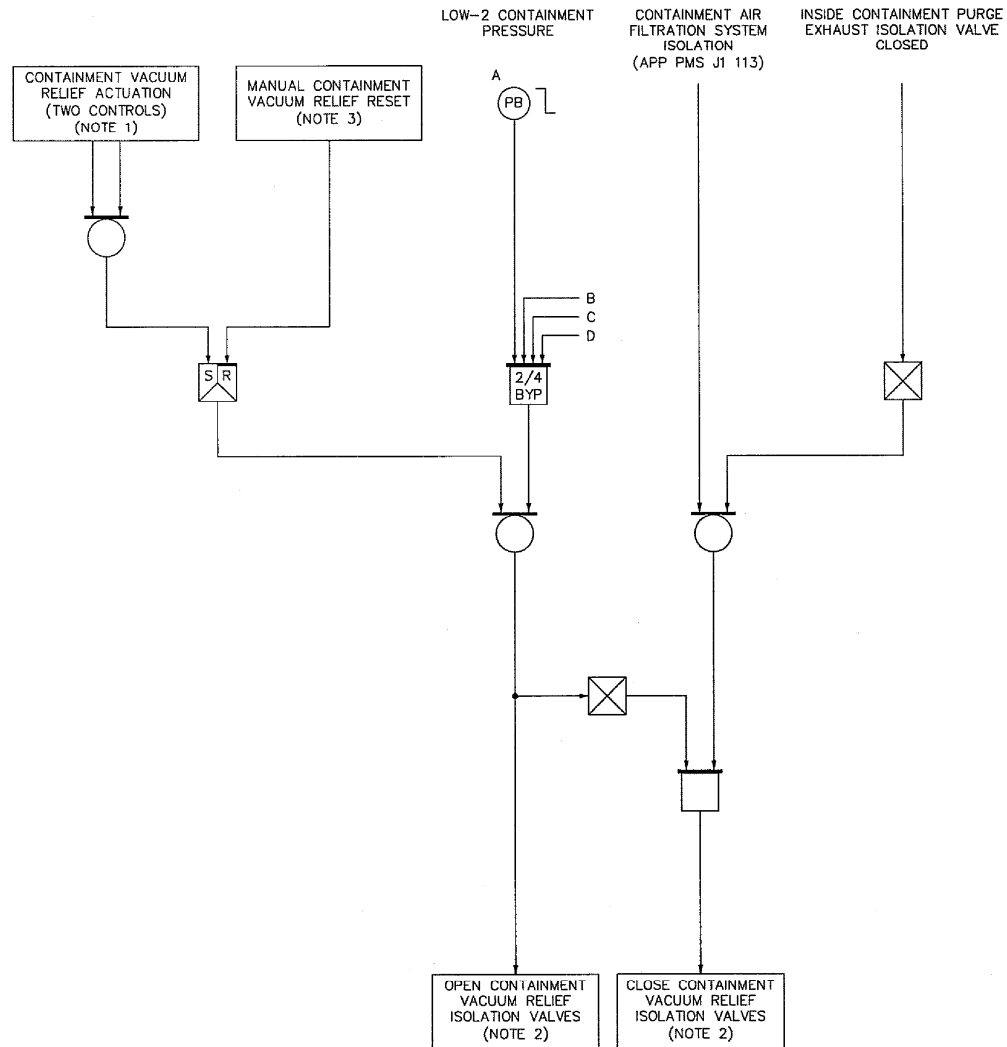 LOW-2 CONTAINMENT
PRESSURE
CONTAINMENT AIR
FILTRATION SYSTEM
ISOLATION
(APP PMS J1 113)
INSIDE CONTAINMENT PURGE
EXHAUST ISOLATION VALVE
CLOSED
CONTAINMENT VACUUM
RELIEF ACTUATION
(TWO CONTROLS)
(NOTE 1)
MANUAL CONTAINMENT
VACUUM RELIEF RESET
(NOTE 3)
A
PB
B
C
D
S R
2/4
BYP
OPEN CONTAINMENT
VACUUM RELIEF
ISOLATION VALVES
(NOTE 2)
CLOSE CONTAINMENT
VACUUM RELIEF
ISOLATION VALVES
(NOTE 2)